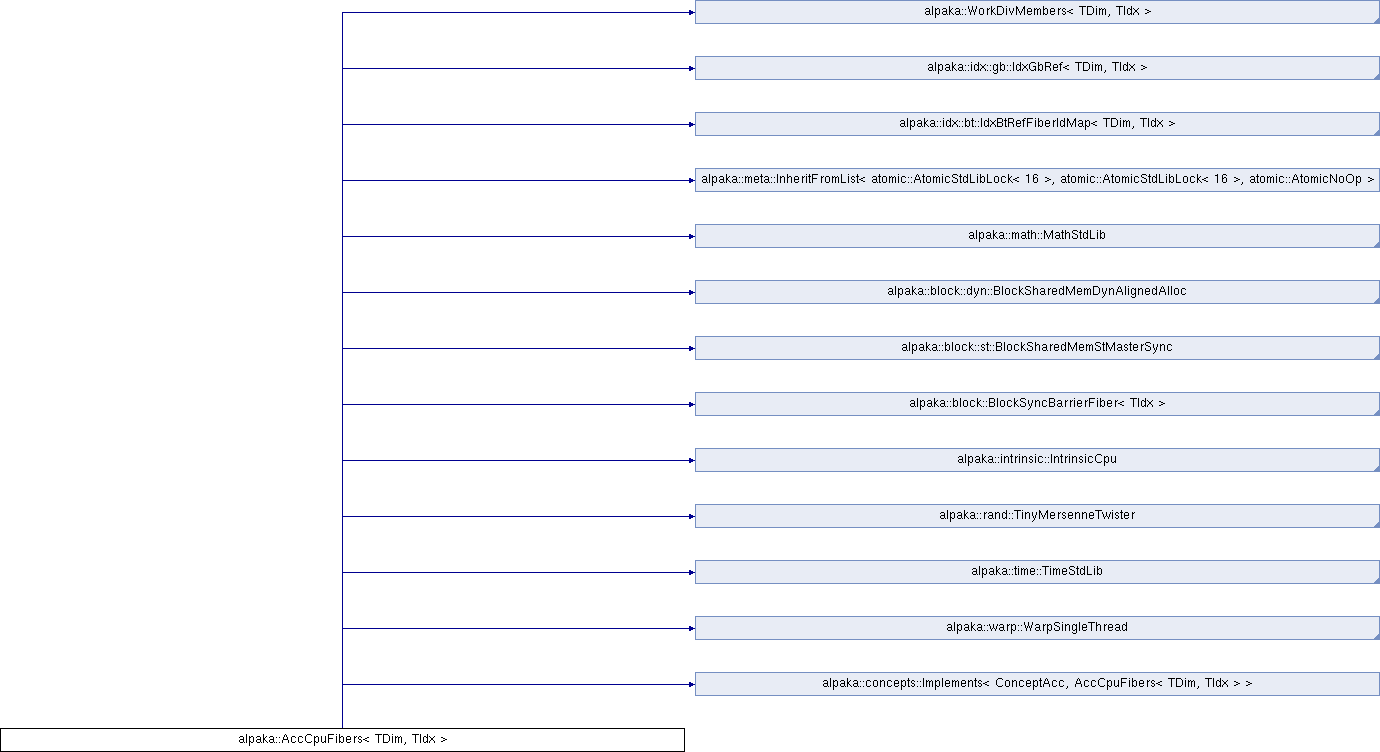 alpaka::WorkDivMembers< TDim, TIdx >
alpaka::idx::gb::IdxGbRef< TDim, TIdx >
alpaka::idx::bt::IdxBtRefFiberIdMap< TDim, TIdx >
alpaka::meta::InheritFromList< atomic::AtomicStdLibLock< 16 >, atomic::AtomicStdLibLock< 16 >, atomic::AtomicNoOp >
alpaka::math::MathStdLib
alpaka::block::dyn::BlockSharedMemDynAlignedAlloc
alpaka::block::st::BlockSharedMemStMasterSync
alpaka::block::BlockSyncBarrierFiber< TIdx >
alpaka::intrinsic::IntrinsicCpu
alpaka::rand::TinyMersenneTwister
alpaka::time::TimeStdLib
alpaka::warp::WarpSingleThread
alpaka::concepts::Implements< ConceptAcc, AccCpuFibers< TDim, TIdx > >
alpaka::AccCpuFibers< TDim, TIdx >